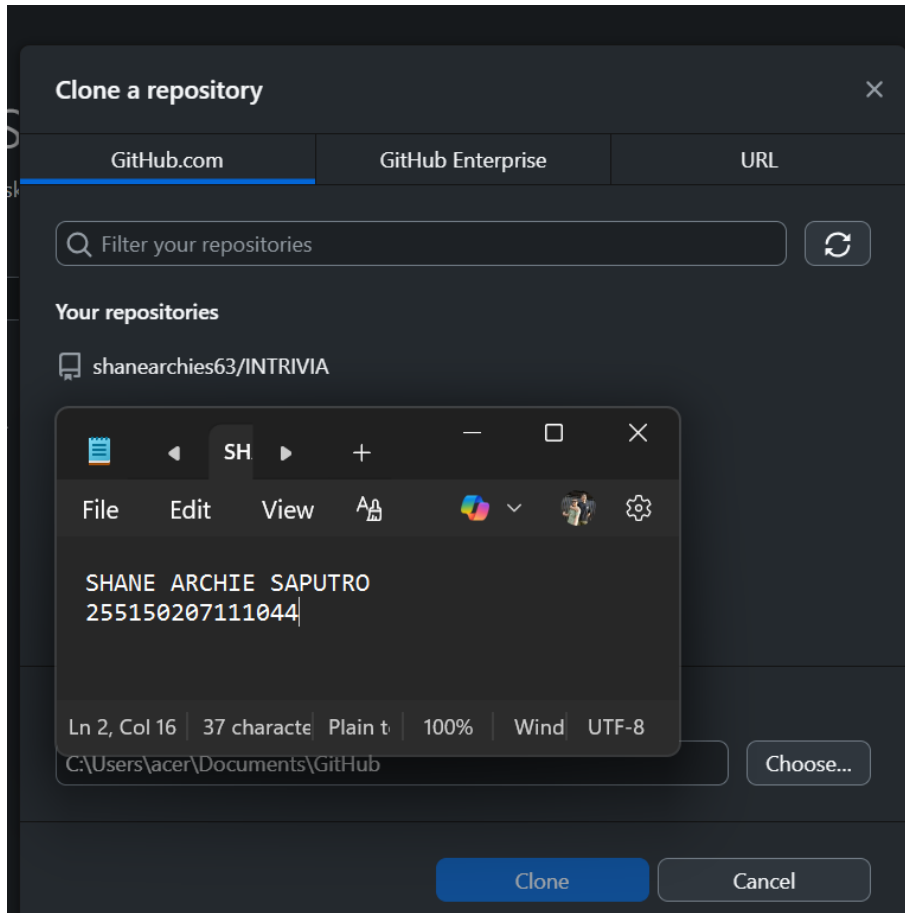 Clone a repository
GitHub.com GitHub Enterprise URL
Filter your repositories
Your repositories
shanearchies63/INTRIVIA
SH
File Edit View
SHANE ARCHIE SAPUTRO
255150207111044
Ln 2, Col 16 37 characte Plain t 100% Wind UTF-8
C:\Users\acer\Documents\GitHub Choose...
Clone Cancel